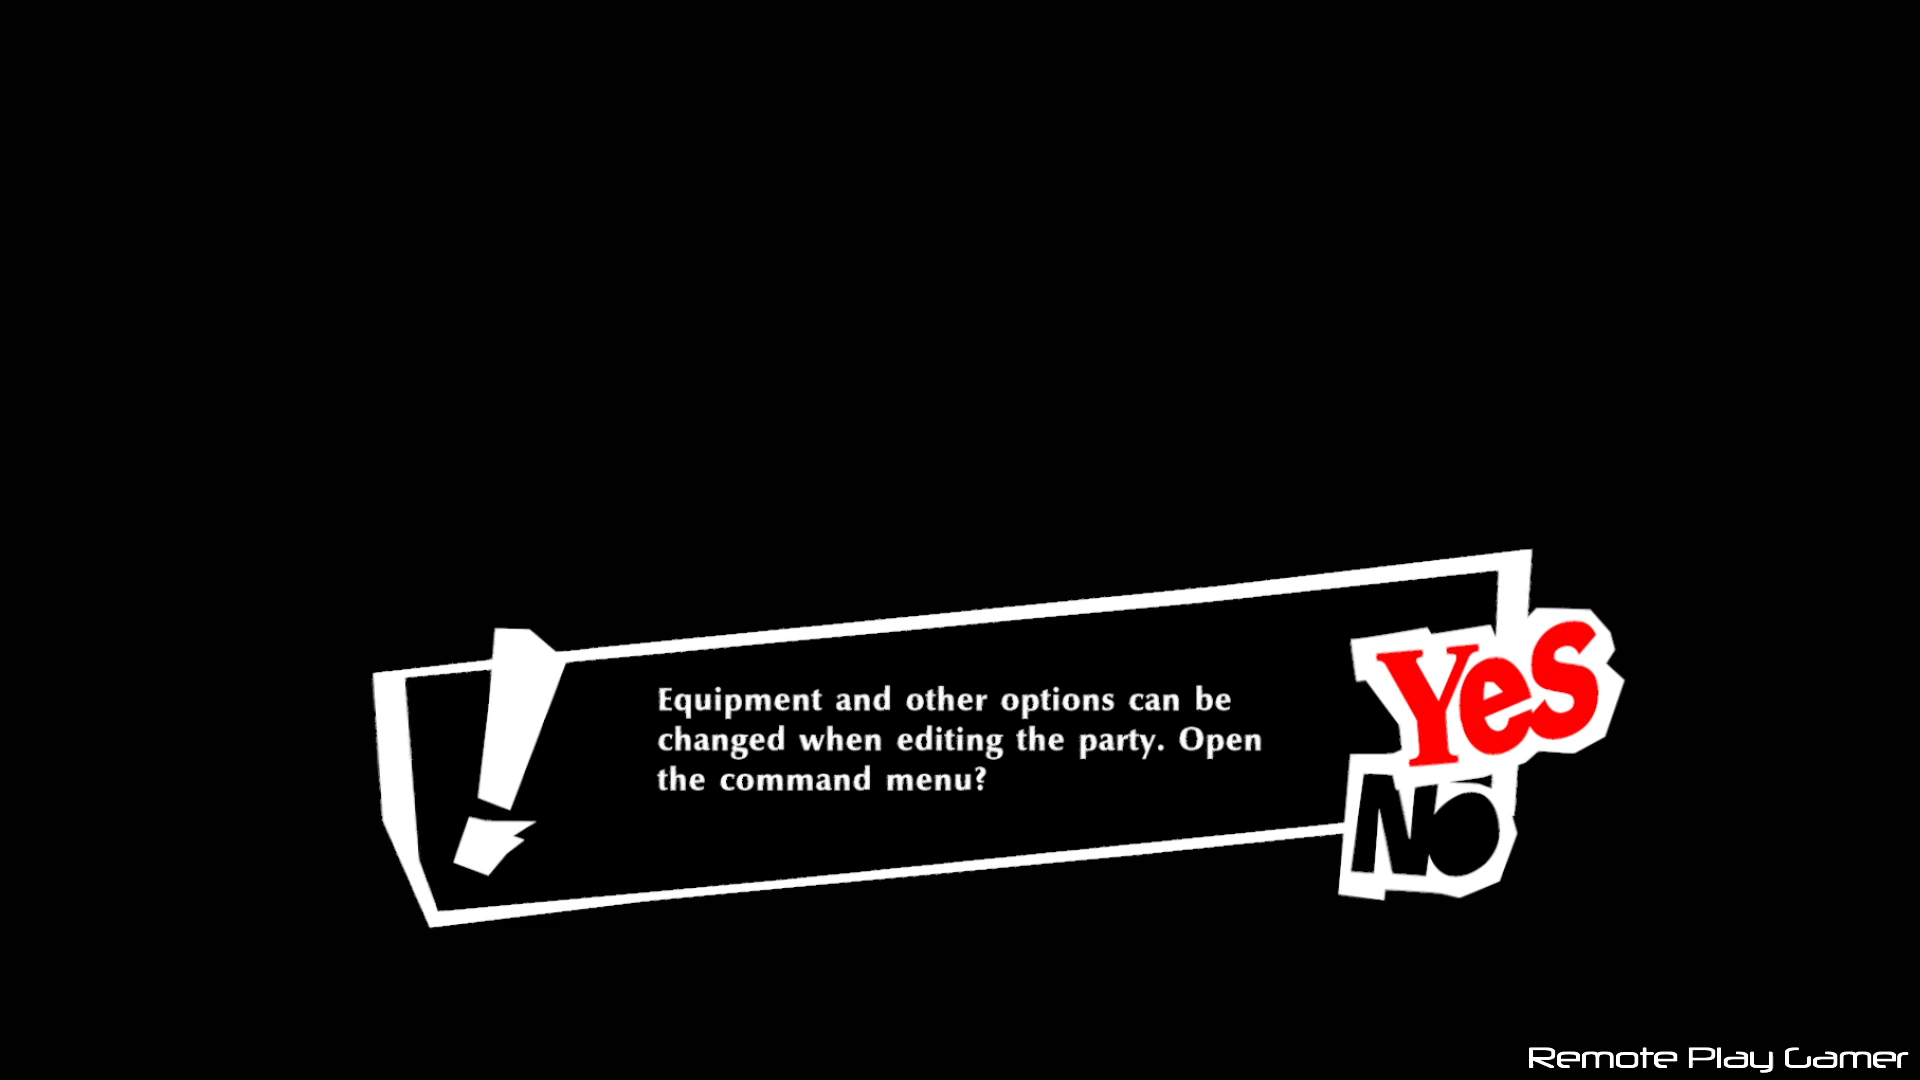 Equipment and other options can be
changed when editing the party. Open
the command menu?
Yes
NO
Remote Play Gamer